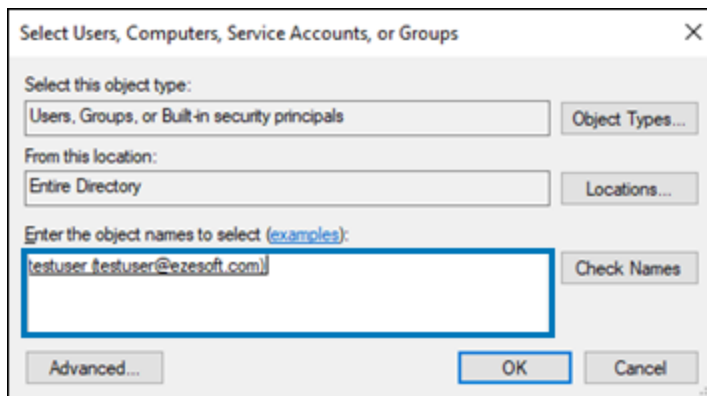 Select Users, Computers, Service Accounts, or Groups
Select this object type:
Users, Groups, or Built-in security principals
Object Types...
From this location:
Entire Directory
Locations...
Enter the object names to select (examples):
testuser (testuser@ezesoft.com)
Check Names
Advanced...
OK
Cancel